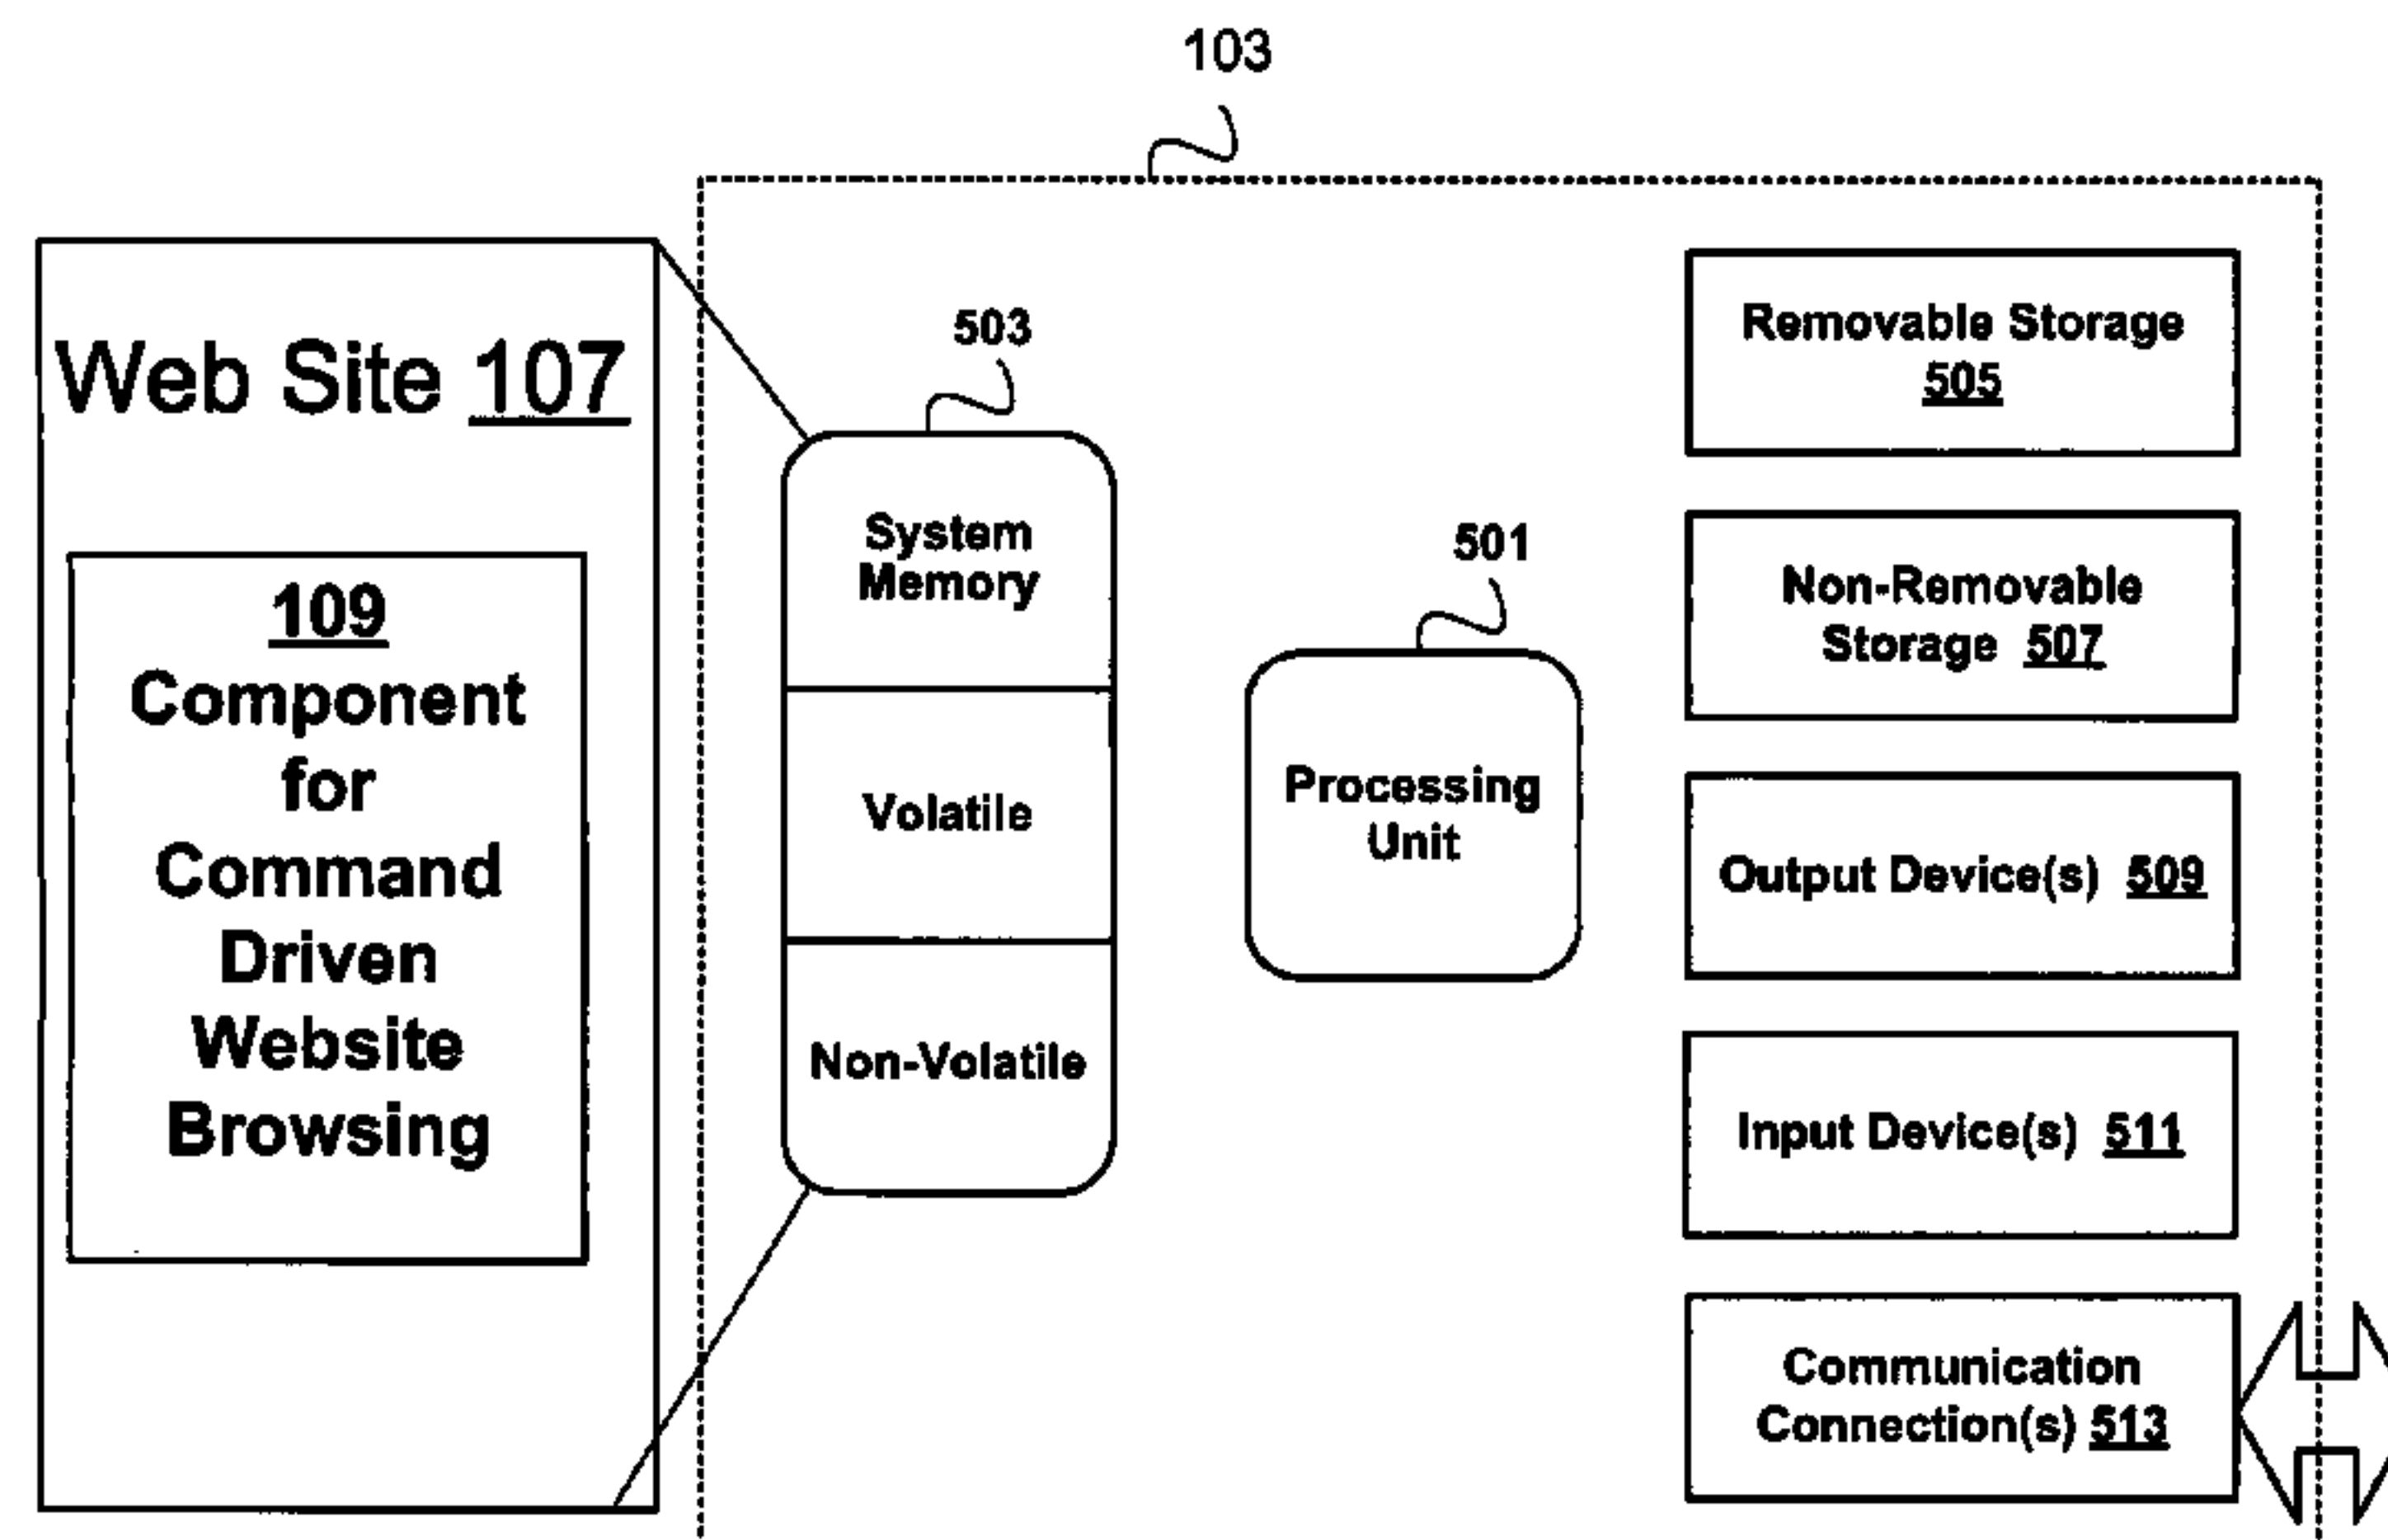 103
Web Site 107
109
Component
for
Command
Driven
Website
Browsing
503
System
Memory
Volatile
Non-Volatile
501
Processing
Unit
Removable Storage
505
Non-Removable
Storage 507
Output Device(s) 509
Input Device(s) 511
Communication
Connection(s) 513